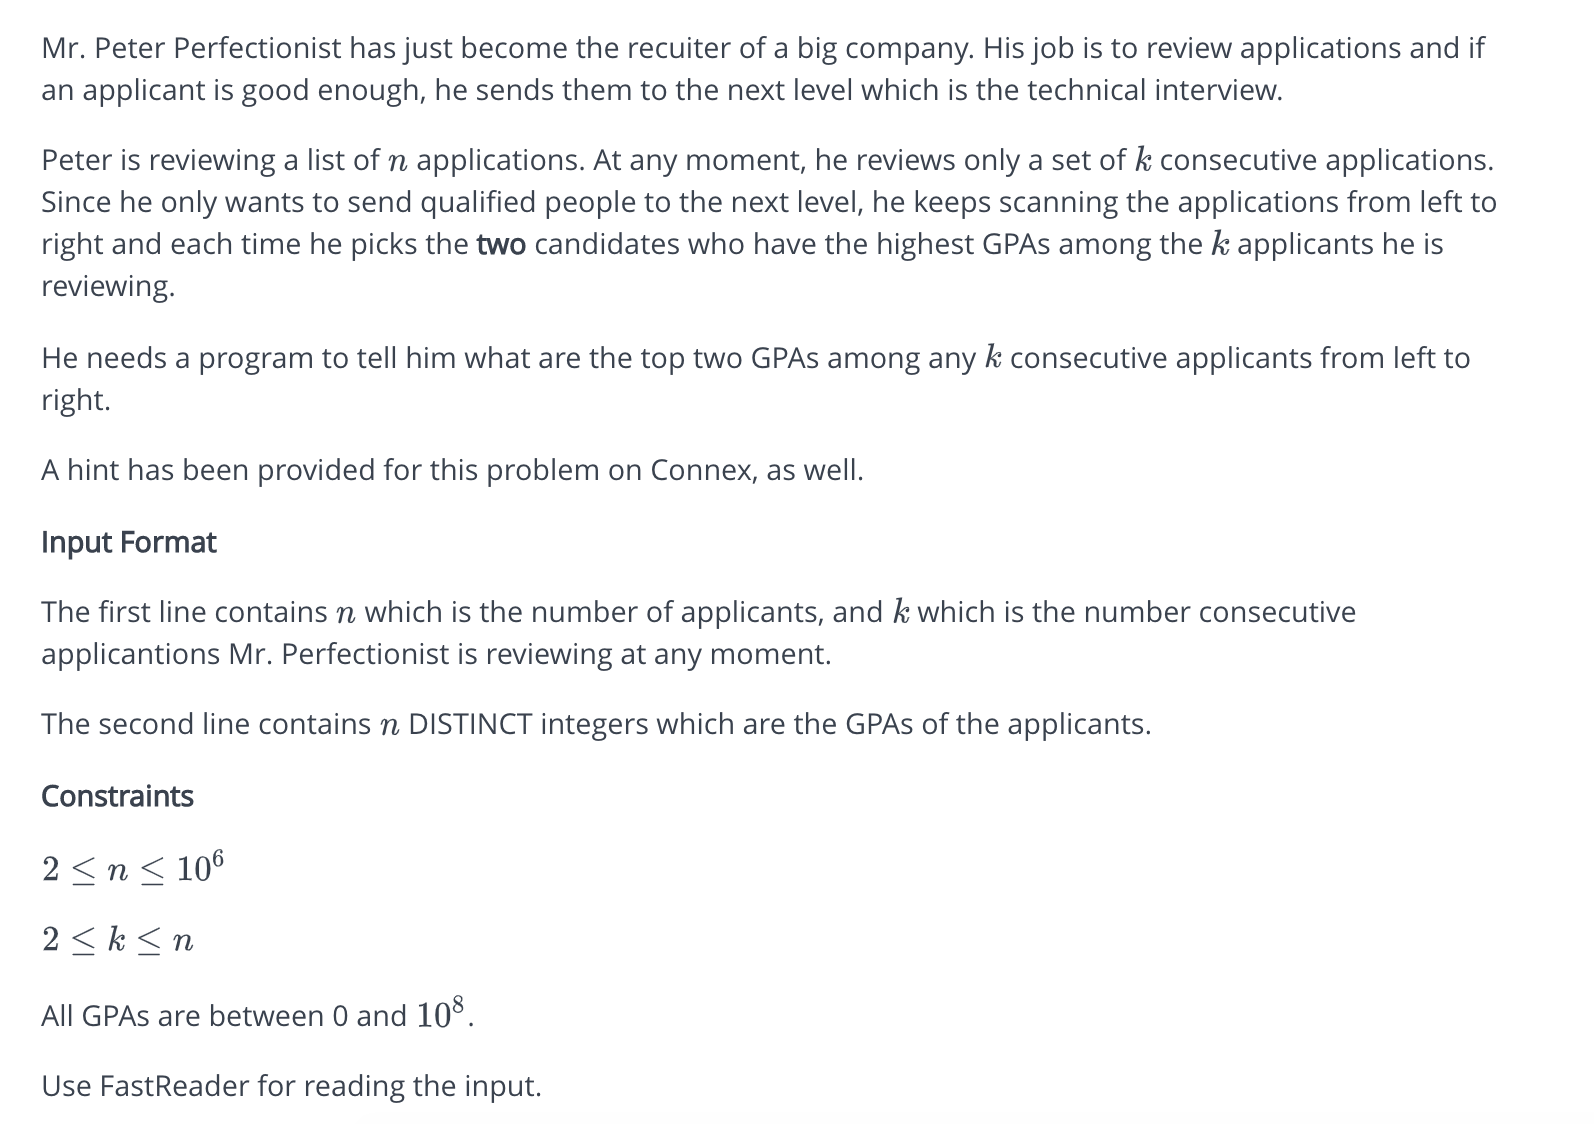 Mr. Peter Perfectionist has just become the recuiter of a big company. His job is to review applications and if
an applicant is good enough, he sends them to the next level which is the technical interview.
Peter is reviewing a list of n applications. At any moment, he reviews only a set of k consecutive applications.
Since he only wants to send qualified people to the next level, he keeps scanning the applications from left to
right and each time he picks the two candidates who have the highest GPAs among the k applicants he is
reviewing.
He needs a program to tell him what are the top two GPAs among any k consecutive applicants from left to
right.
A hint has been provided for this problem on Connex, as well.
Input Format
The first line contains n which is the number of applicants, and k which is the number consecutive
applicantions Mr. Perfectionist is reviewing at any moment.
The second line contains n DISTINCT integers which are the GPAs of the applicants.
Constraints
2 ≤ n ≤ 10⁶
2 ≤ k ≤ n
All GPAs are between 0 and 10⁸.
Use FastReader for reading the input.